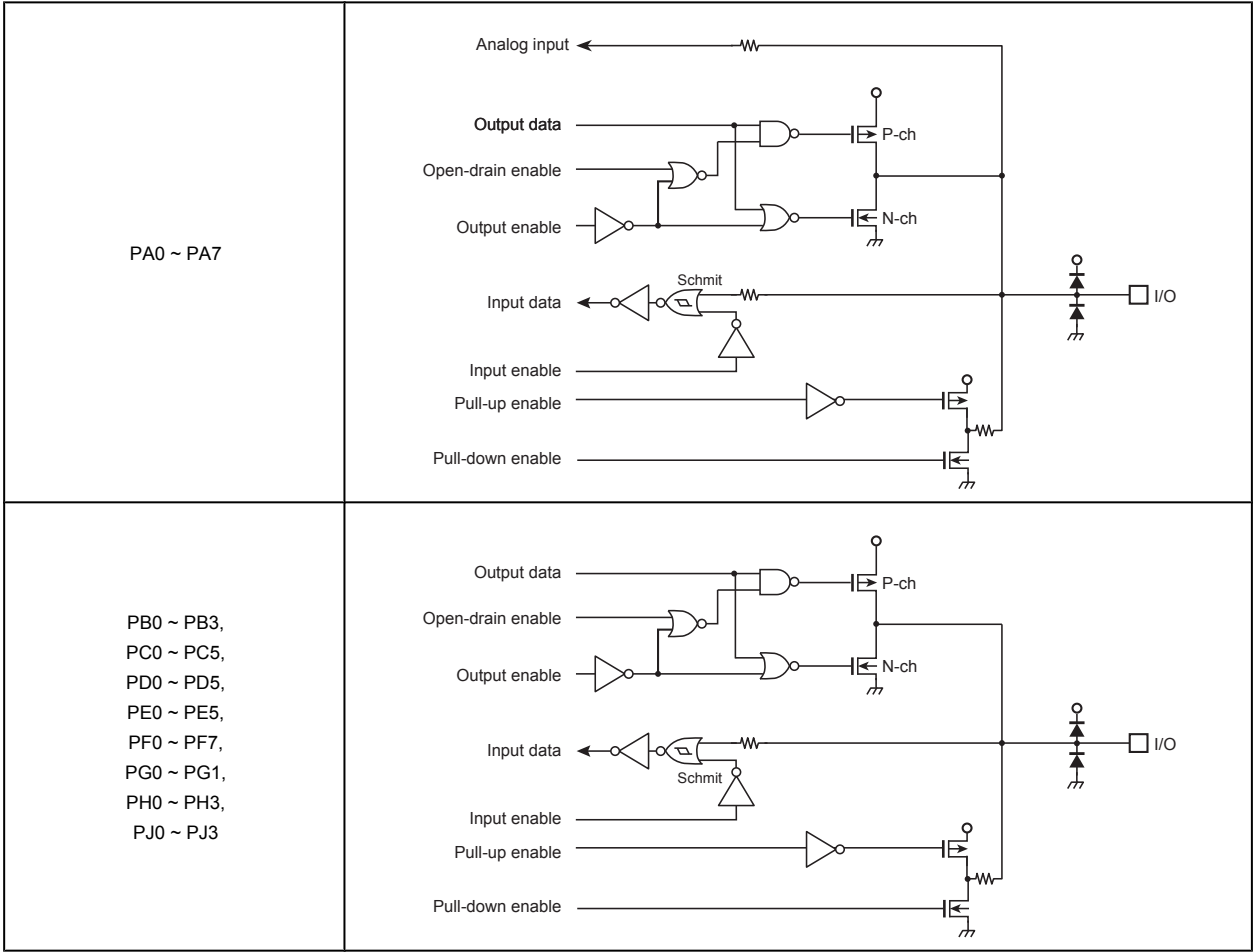 PA0 ~ PA7
Analog input
Output data
P-ch
Open-drain enable
N-ch
Output enable
Schmit
Input data
I/O
Input enable
Pull-up enable
Pull-down enable
PB0 ~ PB3,
PC0 ~ PC5,
PD0 ~ PD5,
PE0 ~ PE5,
PF0 ~ PF7,
PG0 ~ PG1,
PH0 ~ PH3,
PJ0 ~ PJ3
Output data
P-ch
Open-drain enable
N-ch
Output enable
Input data
I/O
Schmit
Input enable
Pull-up enable
Pull-down enable